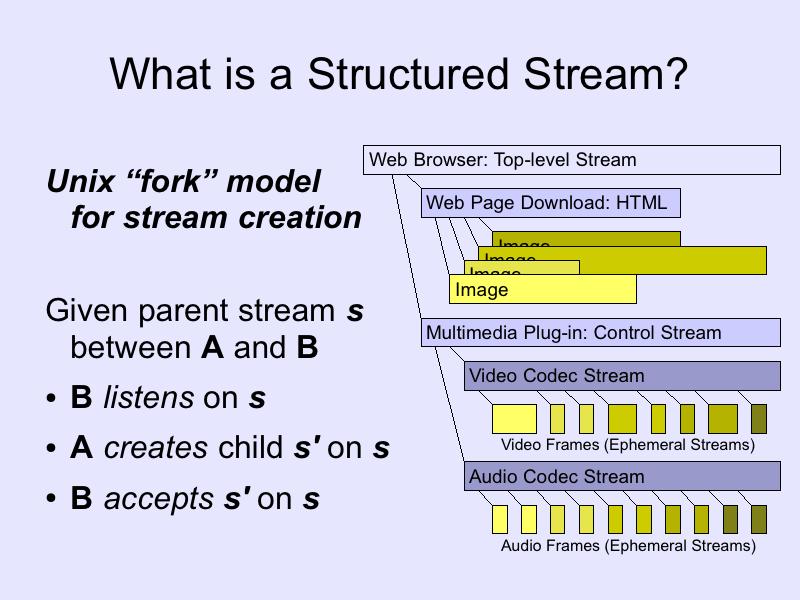 What is a Structured Stream?
Unix “fork” model
for stream creation
Given parent stream s
between A and B
• B listens on s
• A creates child s' on s
• B accepts s' on s
Web Browser: Top-level Stream
Web Page Download: HTML
Image
Image
Image
Image
Multimedia Plug-in: Control Stream
Video Codec Stream
Video Frames (Ephemeral Streams)
Audio Codec Stream
Audio Frames (Ephemeral Streams)